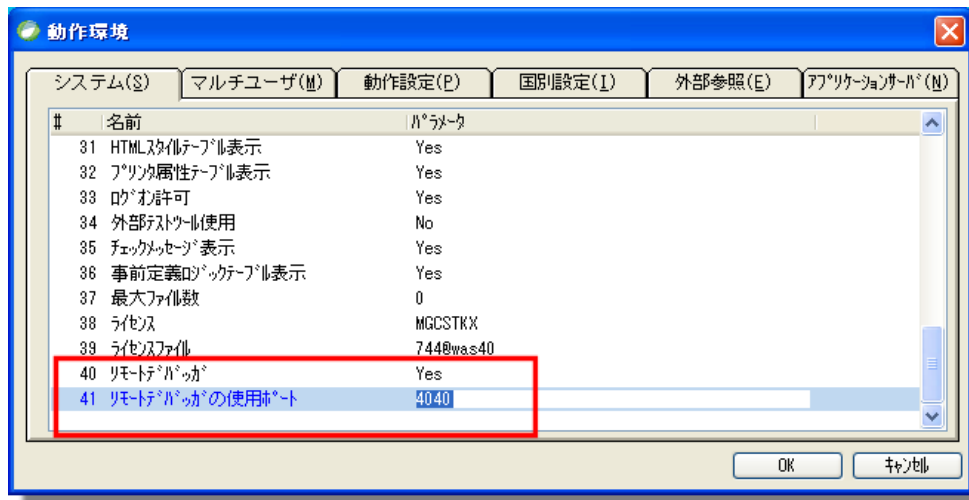 動作環境
システム(S) マルチユーザ(M) 動作設定(P) 国別設定(I) 外部参照(E) ｱﾌﾟﾘｹｰｼｮﾝｻｰﾊﾞ(N)
# 名前 ﾊﾟﾗﾒｰﾀ
31 HTMLｽﾀｲﾙﾃｰﾌﾞﾙ表示 Yes
32 ﾌﾟﾘﾝﾀ属性ﾃｰﾌﾞﾙ表示 Yes
33 ﾛｸﾞｵﾝ許可 Yes
34 外部ﾃｽﾄﾂｰﾙ使用 No
35 ﾁｪｯｸﾒｯｾｰｼﾞ表示 Yes
36 事前定義ﾛｼﾞｯｸﾃｰﾌﾞﾙ表示 Yes
37 最大ﾌｧｲﾙ数 0
38 ﾗｲｾﾝｽ MGCSTKX
39 ﾗｲｾﾝｽﾌｧｲﾙ 744@was40
40 ﾘﾓｰﾄﾃﾞﾊﾞｯｶﾞ Yes
41 ﾘﾓｰﾄﾃﾞﾊﾞｯｶﾞの使用ﾎﾟｰﾄ 4040
OK ｷｬﾝｾﾙ